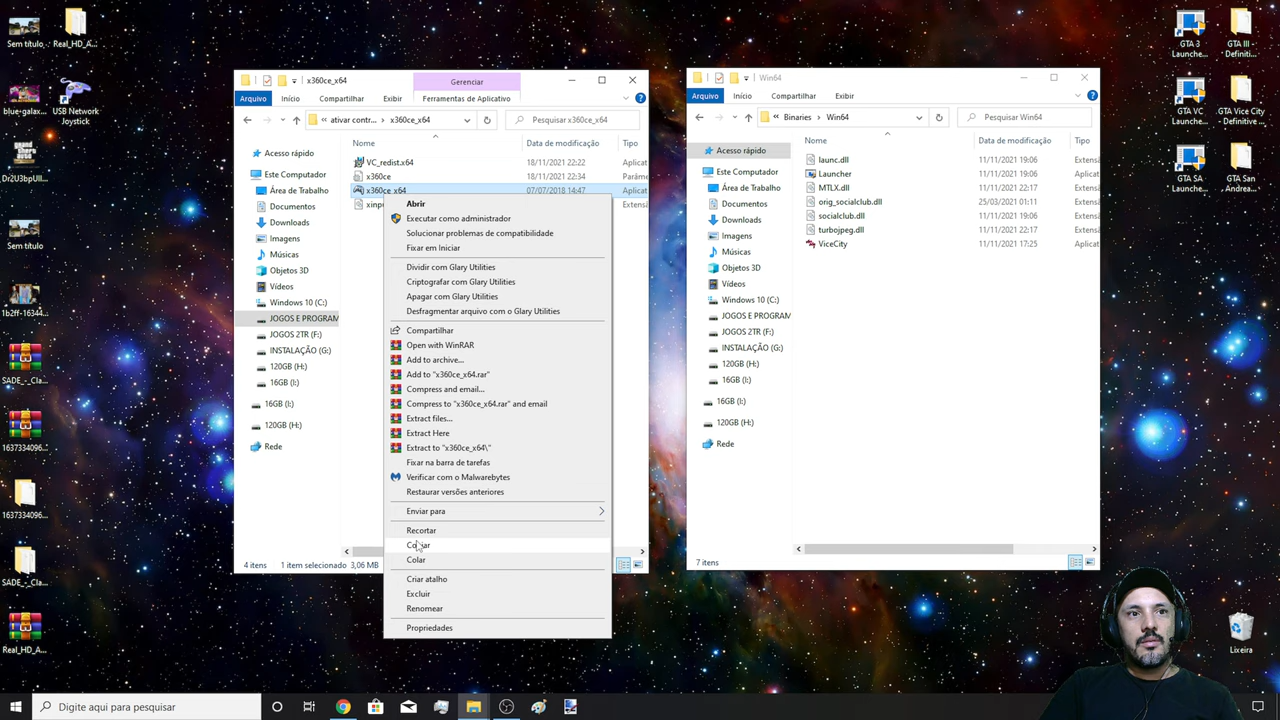 Sem título
Real_HD_A...
blue-galax...
USB Network Joystick
Dt2U3bpUIl...
Sem título
1b2ff-16344...
SADE_-_Cla...
1637334096...
1637334096...
SADE_-_Cla...
Real_HD_A...
x360ce_x64
Gerenciar
Arquivo
Início
Compartilhar
Exibir
Ferramentas de Aplicativo
« ativar contr... > x360ce_x64
Pesquisar x360ce_x64
Acesso rápido
Este Computador
Área de Trabalho
Documentos
Downloads
Imagens
Músicas
Objetos 3D
Vídeos
Windows 10 (C:)
JOGOS E PROGRAM
JOGOS 2TR (F:)
INSTALAÇÃO (G:)
120GB (H:)
16GB (I:)
16GB (I:)
120GB (H:)
Rede
Nome
Data de modificação
Tipo
VC_redist.x64
18/11/2021 22:22
Aplicat
x360ce
18/11/2021 22:34
Parâme
x360ce_x64
07/07/2018 14:47
Aplicat
xinpu
Extensã
4 itens
1 item selecionado
3,06 MB
Abrir
Executar como administrador
Solucionar problemas de compatibilidade
Fixar em Iniciar
Dividir com Glary Utilities
Criptografar com Glary Utilities
Apagar com Glary Utilities
Desfragmentar arquivo com o Glary Utilities
Compartilhar
Open with WinRAR
Add to archive...
Add to "x360ce_x64.rar"
Compress and email...
Compress to "x360ce_x64.rar" and email
Extract files...
Extract Here
Extract to "x360ce_x64\"
Fixar na barra de tarefas
Verificar com o Malwarebytes
Restaurar versões anteriores
Enviar para
Recortar
Copiar
Colar
Criar atalho
Excluir
Renomear
Propriedades
Win64
Arquivo
Início
Compartilhar
Exibir
« Binaries > Win64
Pesquisar Win64
Acesso rápido
Este Computador
Área de Trabalho
Documentos
Downloads
Imagens
Músicas
Objetos 3D
Vídeos
Windows 10 (C:)
JOGOS E PROGRAM
JOGOS 2TR (F:)
INSTALAÇÃO (G:)
120GB (H:)
16GB (I:)
16GB (I:)
120GB (H:)
Rede
Nome
Data de modificação
Tipo
launc.dll
11/11/2021 19:06
Extensã
Launcher
11/11/2021 19:06
Aplicat
MTLX.dll
11/11/2021 22:17
Extensã
orig_socialclub.dll
25/03/2021 01:11
Extensã
socialclub.dll
11/11/2021 19:06
Extensã
turbojpeg.dll
11/11/2021 22:17
Extensã
ViceCity
11/11/2021 17:25
Aplicat
7 itens
GTA 3 Launche...
GTA III - Definiti...
GTA VC Launche...
GTA Vice City - Definitive ...
GTA SA Launche...
GTA San Andrea...
Lixeira
Digite aqui para pesquisar